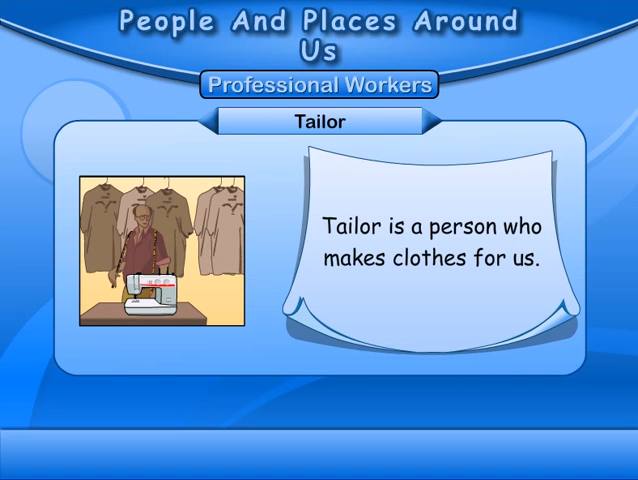 People And Places Around
Us
Professional Workers
Tailor
Tailor is a person who
makes clothes for us.